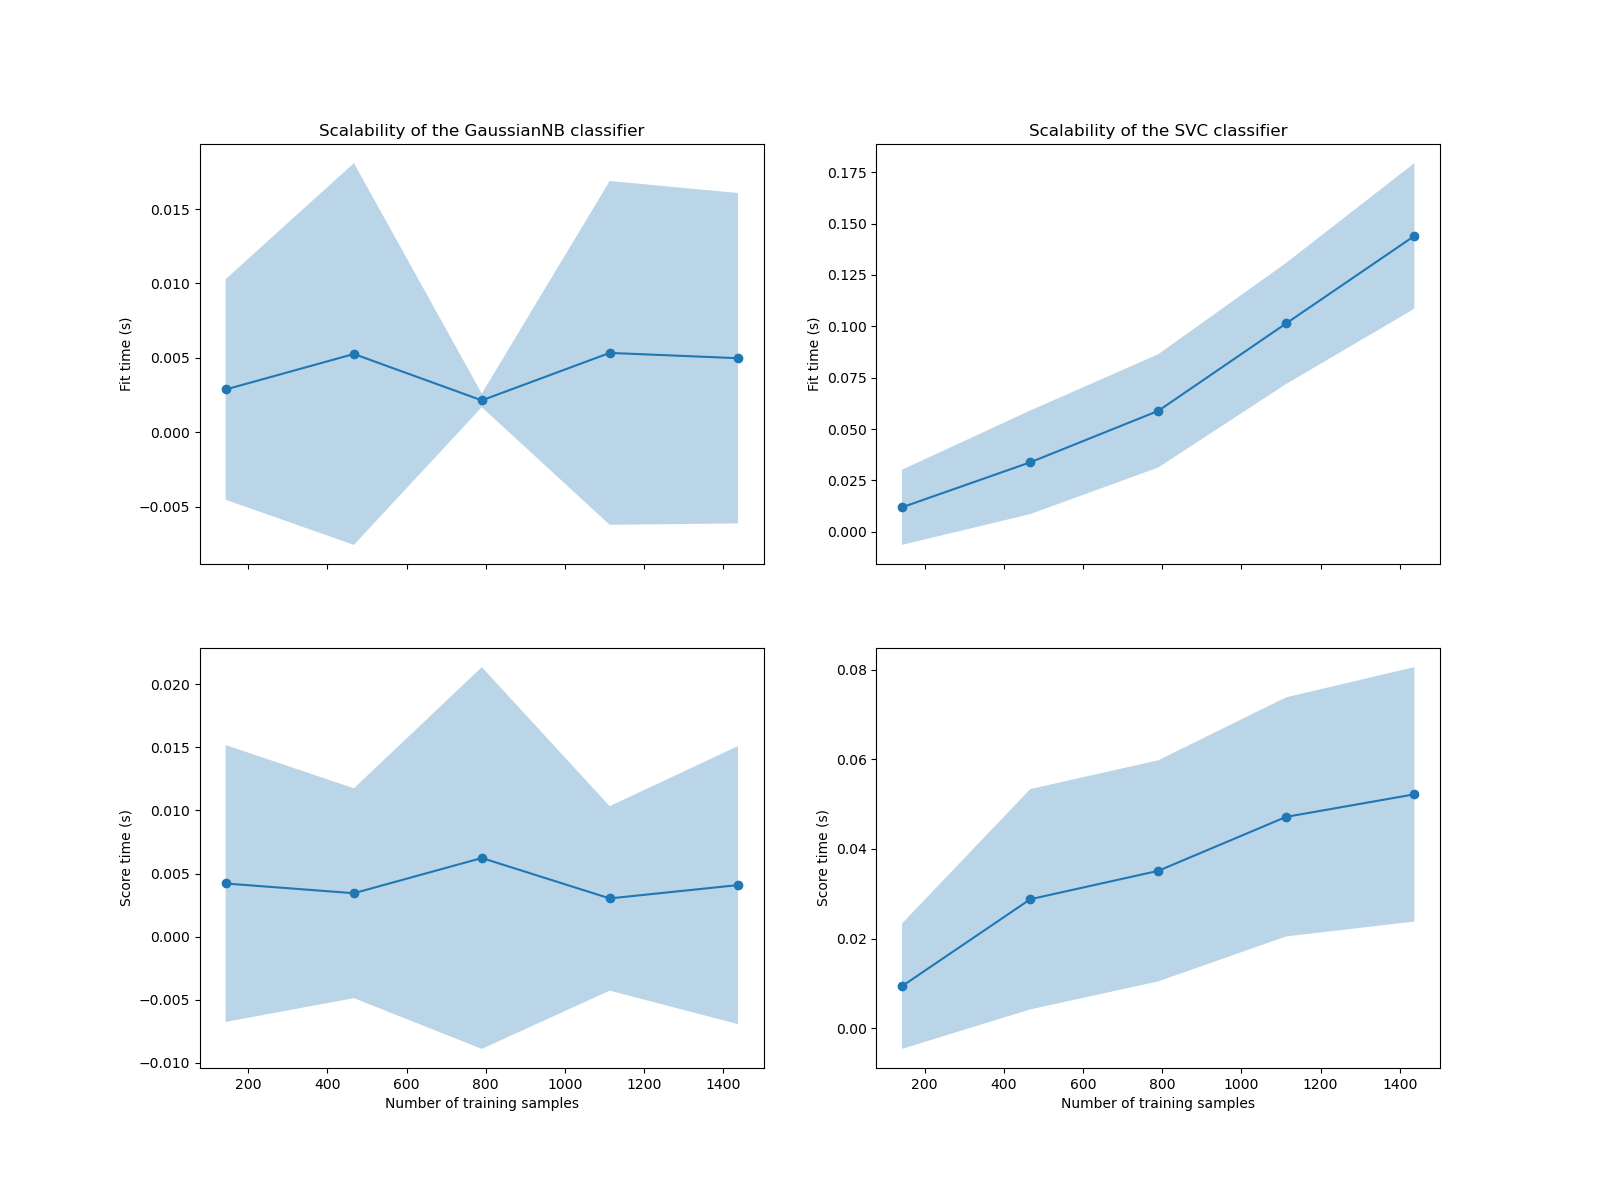 Scalability of the GaussianNB classifier
Fit time (s)
0.015
0.010
0.005
0.000
−0.005
Scalability of the SVC classifier
Fit time (s)
0.175
0.150
0.125
0.100
0.075
0.050
0.025
0.000
Score time (s)
0.020
0.015
0.010
0.005
0.000
−0.005
−0.010
200 400 600 800 1000 1200 1400
Number of training samples
Score time (s)
0.08
0.06
0.04
0.02
0.00
200 400 600 800 1000 1200 1400
Number of training samples